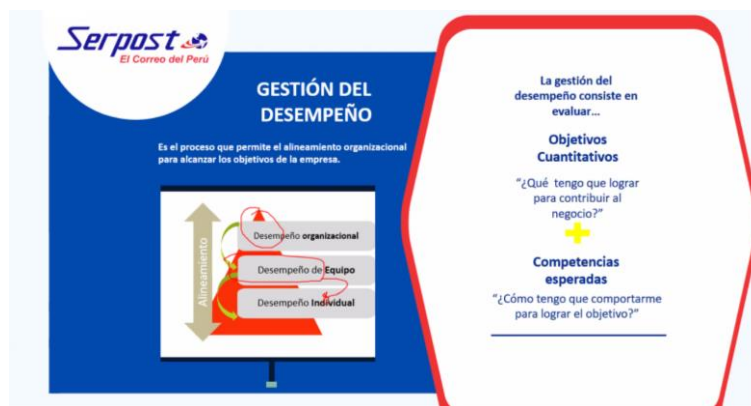 Serpost
El Correo del Perú
GESTIÓN DEL
DESEMPEÑO
Es el proceso que permite el alineamiento organizacional
para alcanzar los objetivos de la empresa.
Alineamiento
Desempeño organizacional
Desempeño de Equipo
Desempeño Individual
La gestión del
desempeño consiste en
evaluar...
Objetivos
Cuantitativos
"¿Qué tengo que lograr
para contribuir al
negocio?"
Competencias
esperadas
"¿Cómo tengo que comportarme
para lograr el objetivo?"